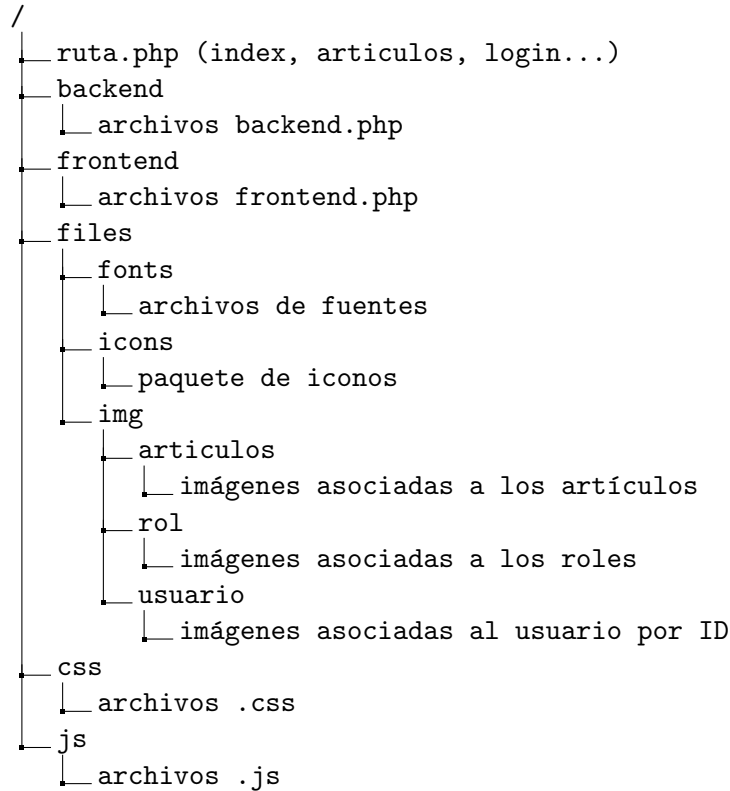 /
ruta.php (index, articulos, login...)
backend
archivos backend.php
frontend
archivos frontend.php
files
fonts
archivos de fuentes
icons
paquete de iconos
img
articulos
imágenes asociadas a los artículos
rol
imágenes asociadas a los roles
usuario
imágenes asociadas al usuario por ID
css
archivos .css
js
archivos .js